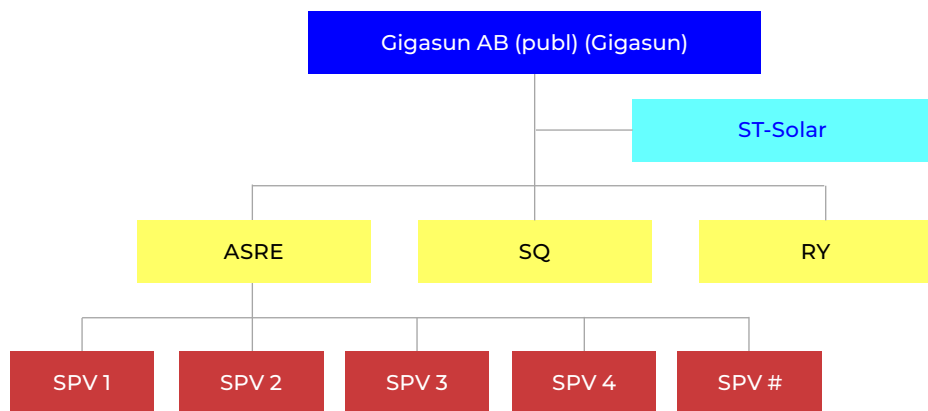 Gigasun AB (publ) (Gigasun)
ST-Solar
ASRE
SQ
RY
SPV 1
SPV 2
SPV 3
SPV 4
SPV #